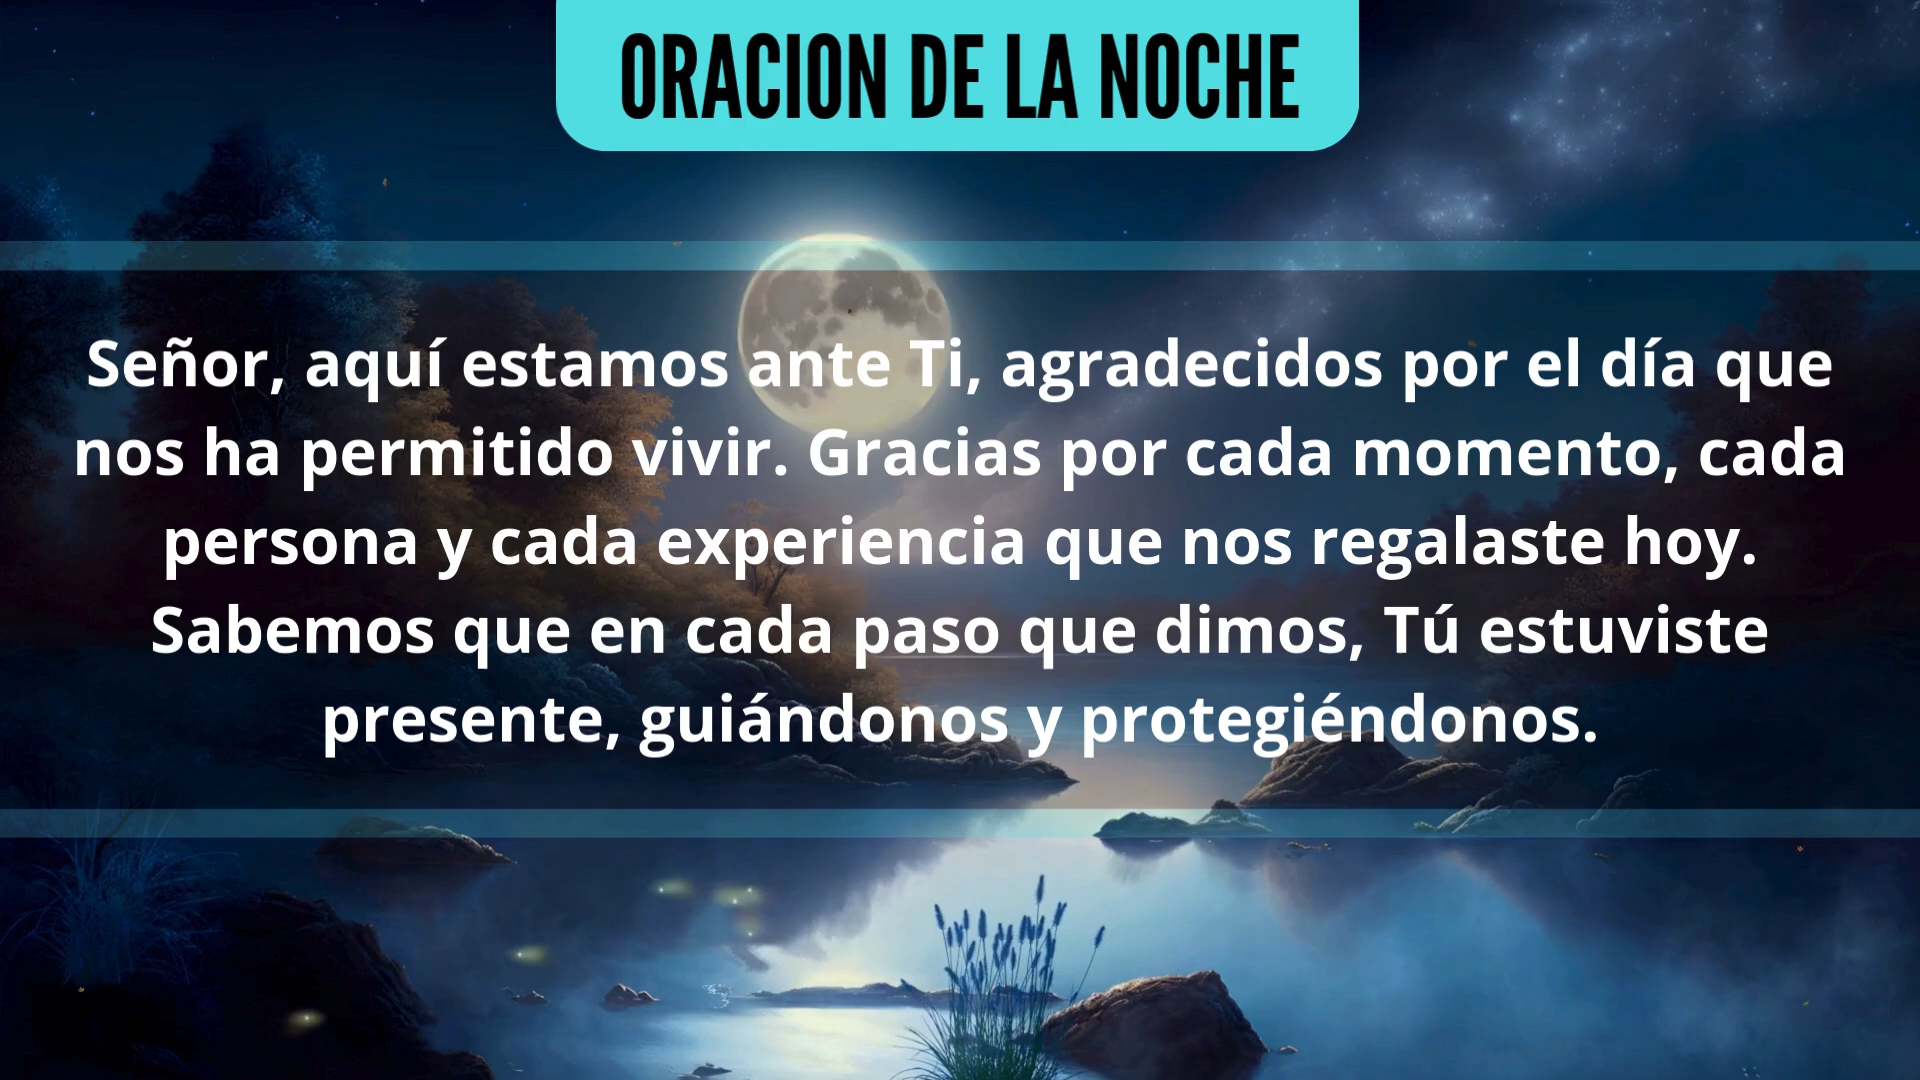 ORACION DE LA NOCHE
Señor, aquí estamos ante Ti, agradecidos por el día que
nos ha permitido vivir. Gracias por cada momento, cada
persona y cada experiencia que nos regalaste hoy.
Sabemos que en cada paso que dimos, Tú estuviste
presente, guiándonos y protegiéndonos.